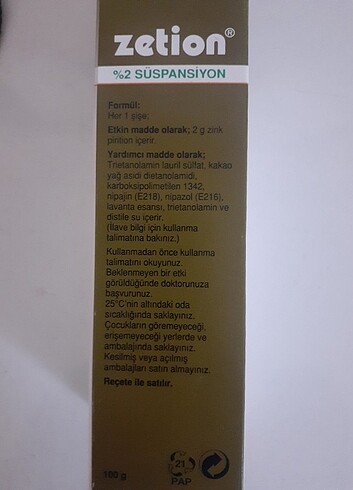 zetion®
%2 SÜSPANSİYON
Formül;
Her 1 şişe;
Etkin madde olarak; 2 g zink
pirition içerir.
Yardımcı madde olarak;
Trietanolamin lauril sülfat, kakao
yağ asidi dietanolamidi,
karboksipolimetilen 1342,
nipajin (E218), nipazol (E216),
lavanta esansı, trietanolamin ve
distile su içerir.
(İlave bilgi için kullanma
talimatına bakınız.)
Kullanmadan önce kullanma
talimatını okuyunuz.
Beklenmeyen bir etki
görüldüğünde doktorunuza
başvurunuz.
25°C'nin altındaki oda
sıcaklığında saklayınız.
Çocukların göremeyeceği,
erişemeyeceği yerlerde ve
ambalajında saklayınız.
Kesilmiş veya açılmış
ambalajları satın almayınız.
Reçete ile satılır.
21
PAP
100 g